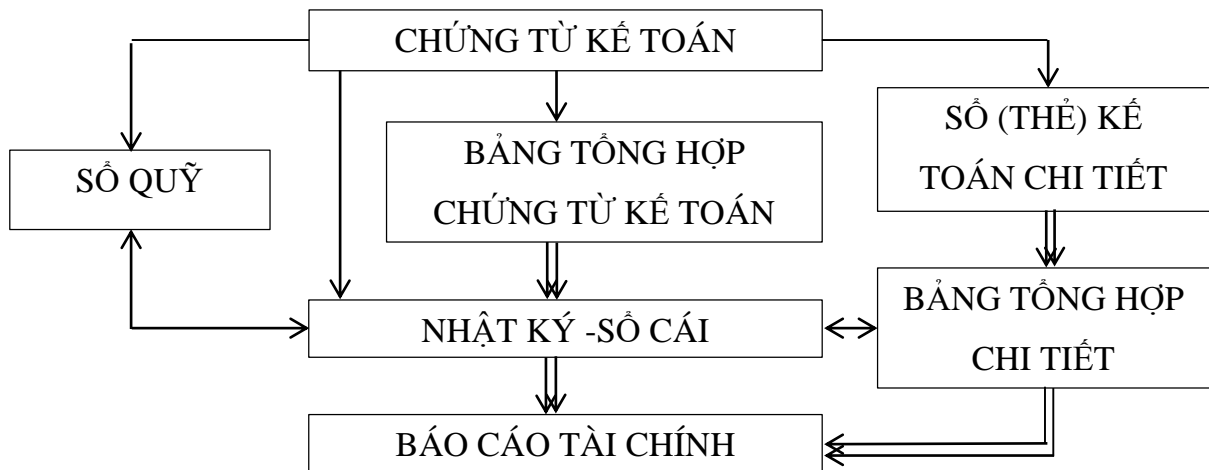 CHỨNG TỪ KẾ TOÁN
SỔ QUỸ
BẢNG TỔNG HỢP
CHỨNG TỪ KẾ TOÁN
SỔ (THẺ) KẾ
TOÁN CHI TIẾT
NHẬT KÝ -SỔ CÁI
BẢNG TỔNG HỢP
CHI TIẾT
BÁO CÁO TÀI CHÍNH